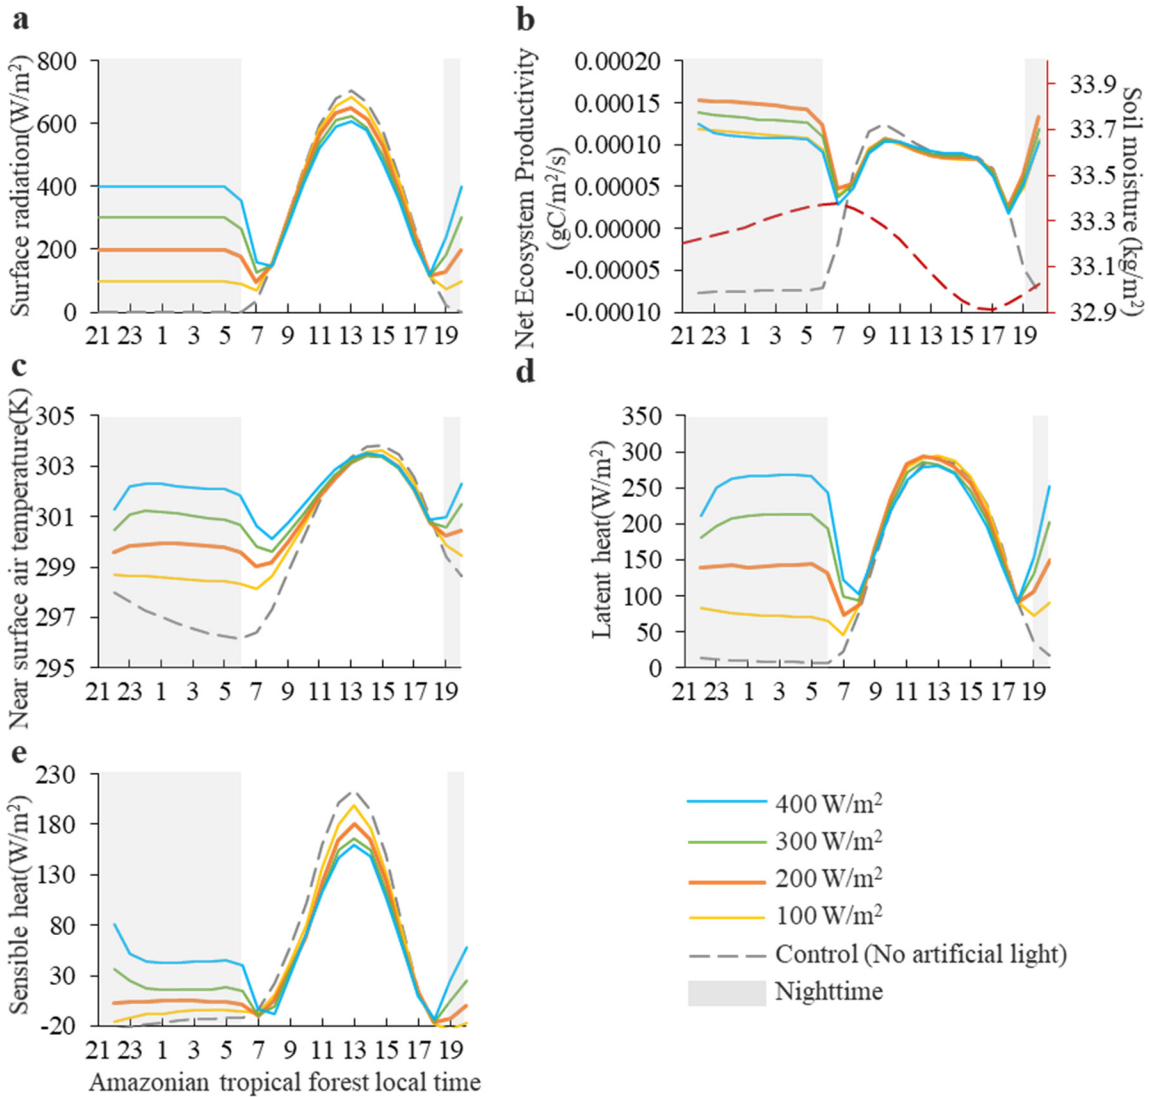 a
Surface radiation(W/m²)
800
600
400
200
0
21 23 1 3 5 7 9 11 13 15 17 19
b
Net Ecosystem Productivity
(gC/m²/s)
0.00020
0.00015
0.00010
0.00005
0.00000
-0.00005
-0.00010
21 23 1 3 5 7 9 11 13 15 17 19
33.9
33.7
33.5
33.3
33.1
32.9
Soil moisture (kg/m²)
c
Near surface air temperature(K)
305
303
301
299
297
295
21 23 1 3 5 7 9 11 13 15 17 19
d
Latent heat(W/m²)
350
300
250
200
150
100
50
0
21 23 1 3 5 7 9 11 13 15 17 19
e
Sensible heat(W/m²)
230
180
130
80
30
-20
21 23 1 3 5 7 9 11 13 15 17 19
Amazonian tropical forest local time
400 W/m²
300 W/m²
200 W/m²
100 W/m²
Control (No artificial light)
Nighttime